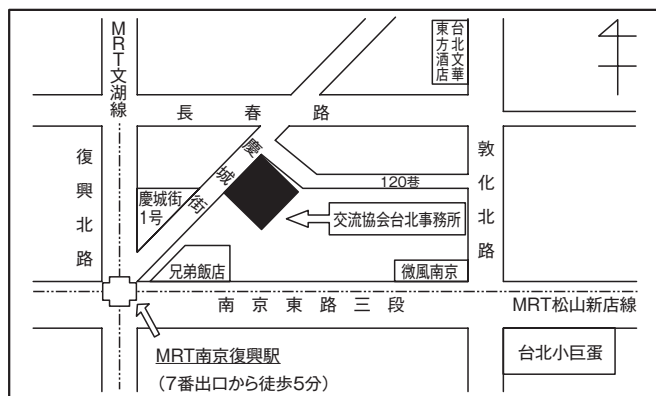 MRT文湖線
台北文華
東方酒店
長春路
復興北路
慶城街
慶城街
1号
120巷
敦化北路
交流協会台北事務所
兄弟飯店
微風南京
南京東路三段
MRT松山新店線
MRT南京復興駅
(7番出口から徒歩5分)
台北小巨蛋